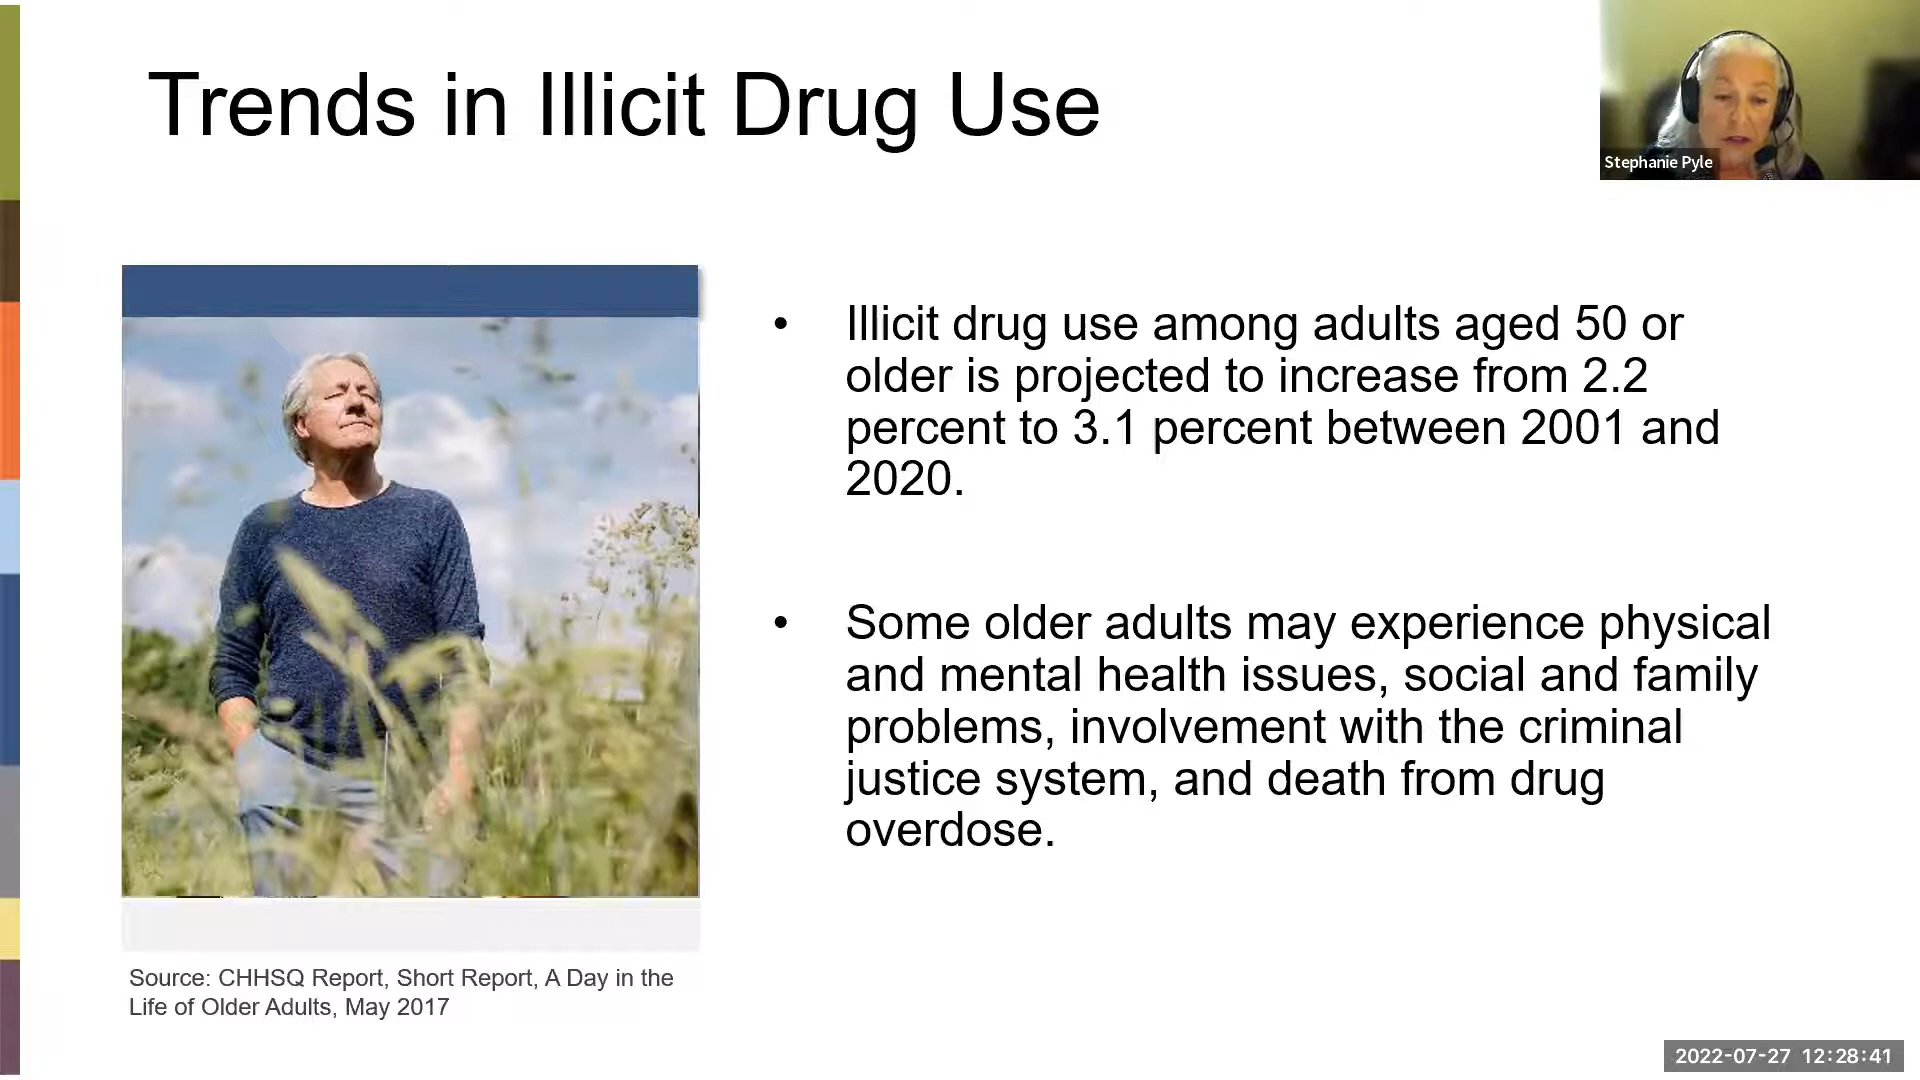 Trends in Illicit Drug Use
Stephanie Pyle
• Illicit drug use among adults aged 50 or
older is projected to increase from 2.2
percent to 3.1 percent between 2001 and
2020.
• Some older adults may experience physical
and mental health issues, social and family
problems, involvement with the criminal
justice system, and death from drug
overdose.
Source: CHHSQ Report, Short Report, A Day in the
Life of Older Adults, May 2017
2022-07-27 12:28:41